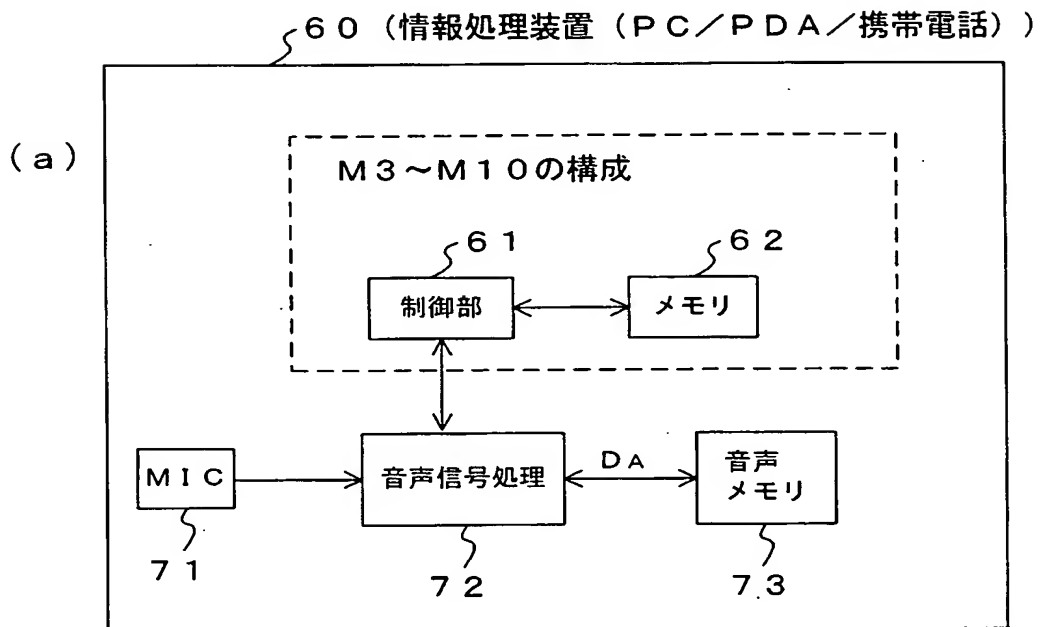 60 (情報処理装置 (PC/PDA/携帯電話))
(a)
M3~M10の構成
61
62
制御部
メモリ
MIC
音声信号処理
DA
音声
メモリ
71
72
73